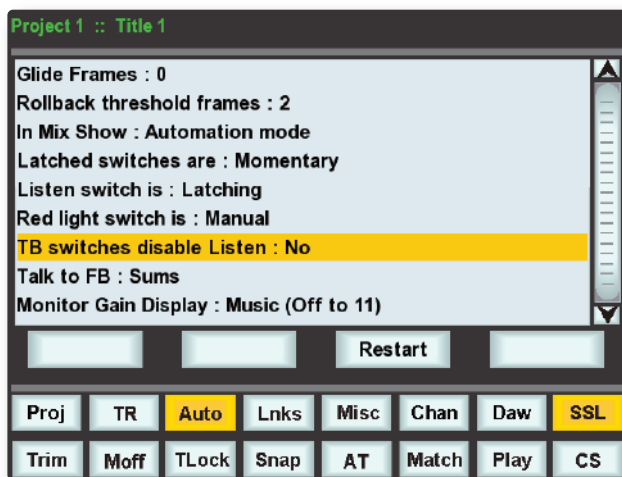 Project 1 :: Title 1
Glide Frames : 0
Rollback threshold frames : 2
In Mix Show : Automation mode
Latched switches are : Momentary
Listen switch is : Latching
Red light switch is : Manual
TB switches disable Listen : No
Talk to FB : Sums
Monitor Gain Display : Music (Off to 11)
Restart
Proj TR Auto Lnks Misc Chan Daw SSL
Trim Moff TLock Snap AT Match Play CS